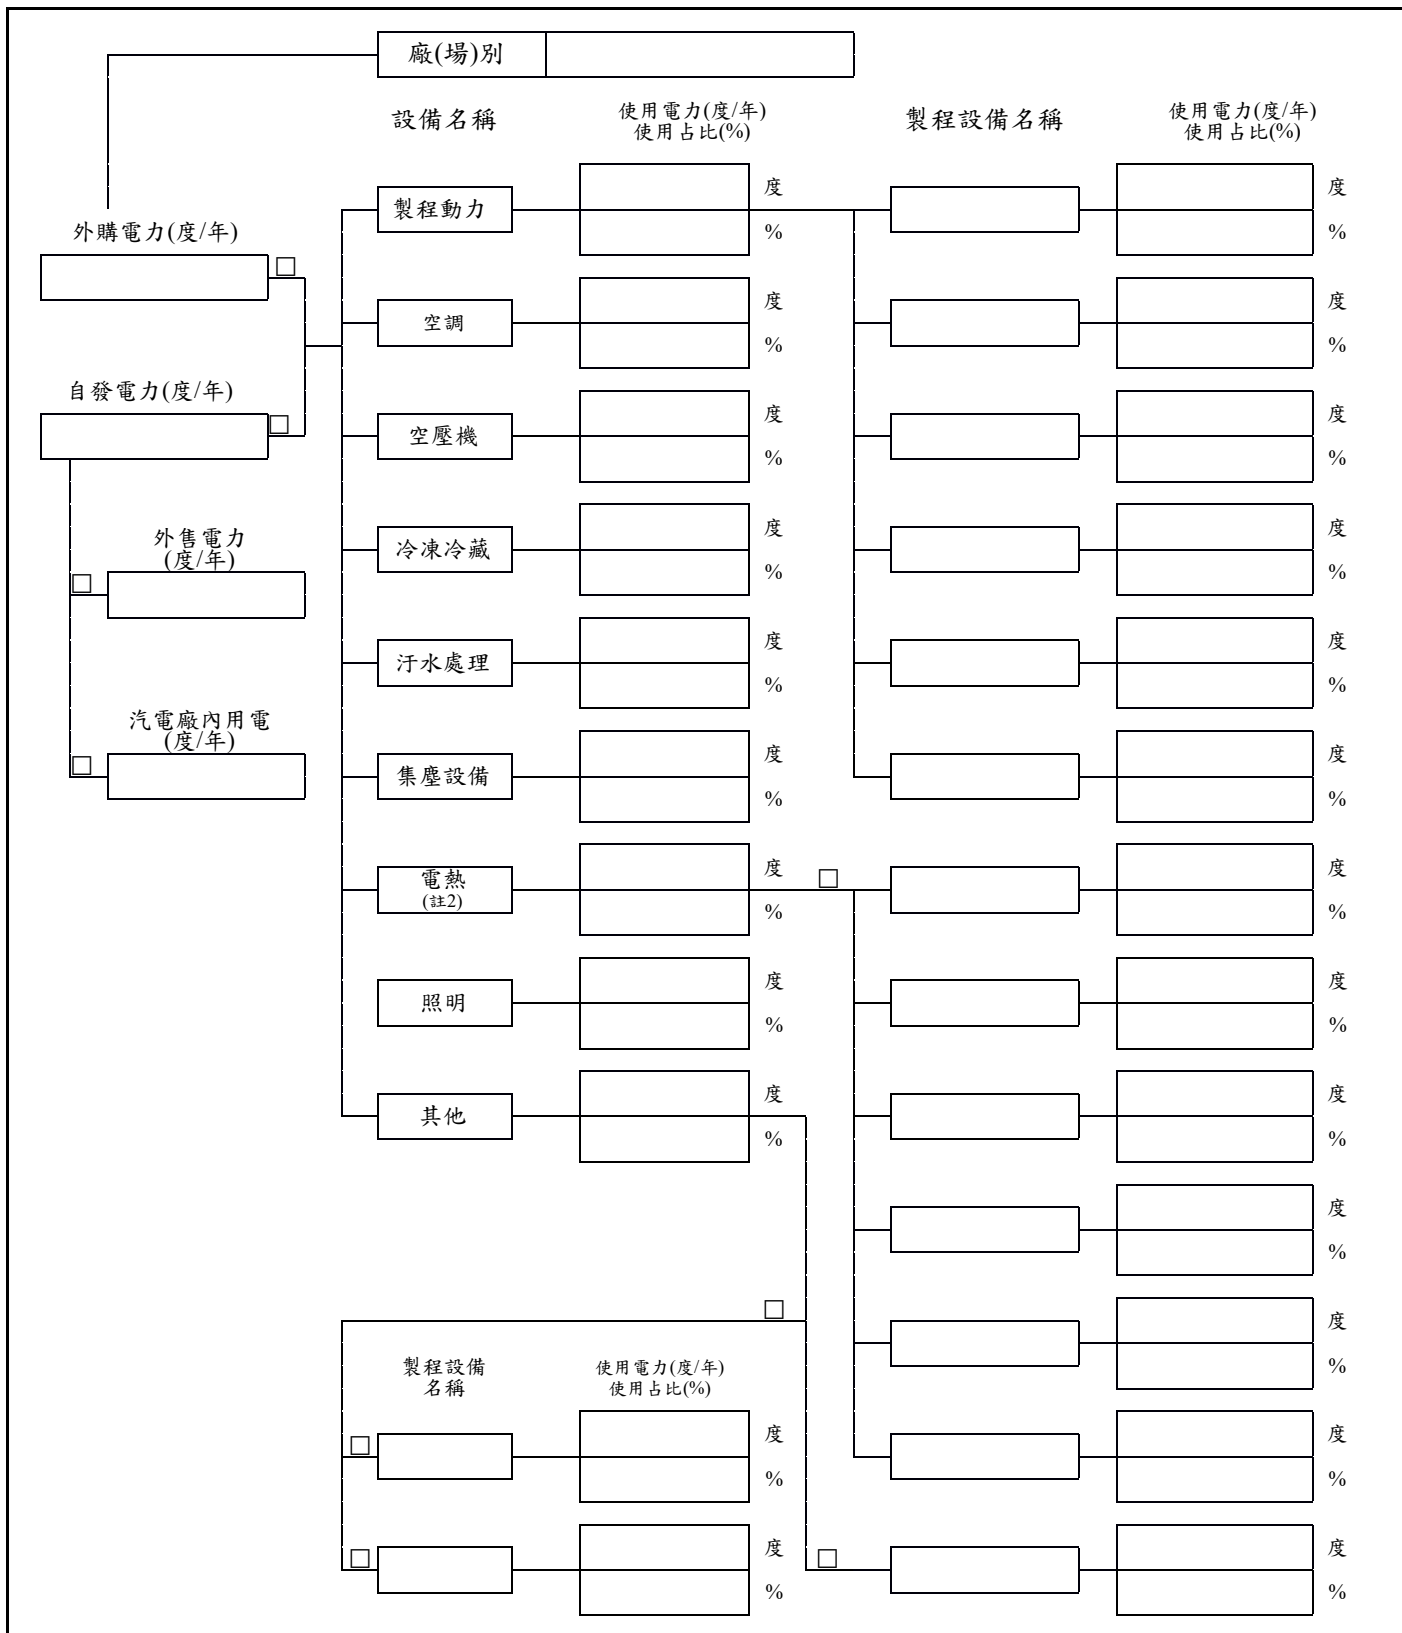 廠(場)別
設備名稱
使用電力(度/年)
使用占比(%)
製程設備名稱
使用電力(度/年)
使用占比(%)
製程動力
度
%
度
%
外購電力(度/年)
□
空調
度
%
度
%
自發電力(度/年)
□
空壓機
度
%
度
%
外售電力
(度/年)
□
冷凍冷藏
度
%
度
%
汙水處理
度
%
度
%
汽電廠內用電
(度/年)
□
集塵設備
度
%
度
%
電熱
(註2)
度
%
□
度
%
照明
度
%
度
%
其他
度
%
度
%
度
%
□
度
%
製程設備
名稱
使用電力(度/年)
使用占比(%)
□
度
%
度
%
□
度
%
□
度
%